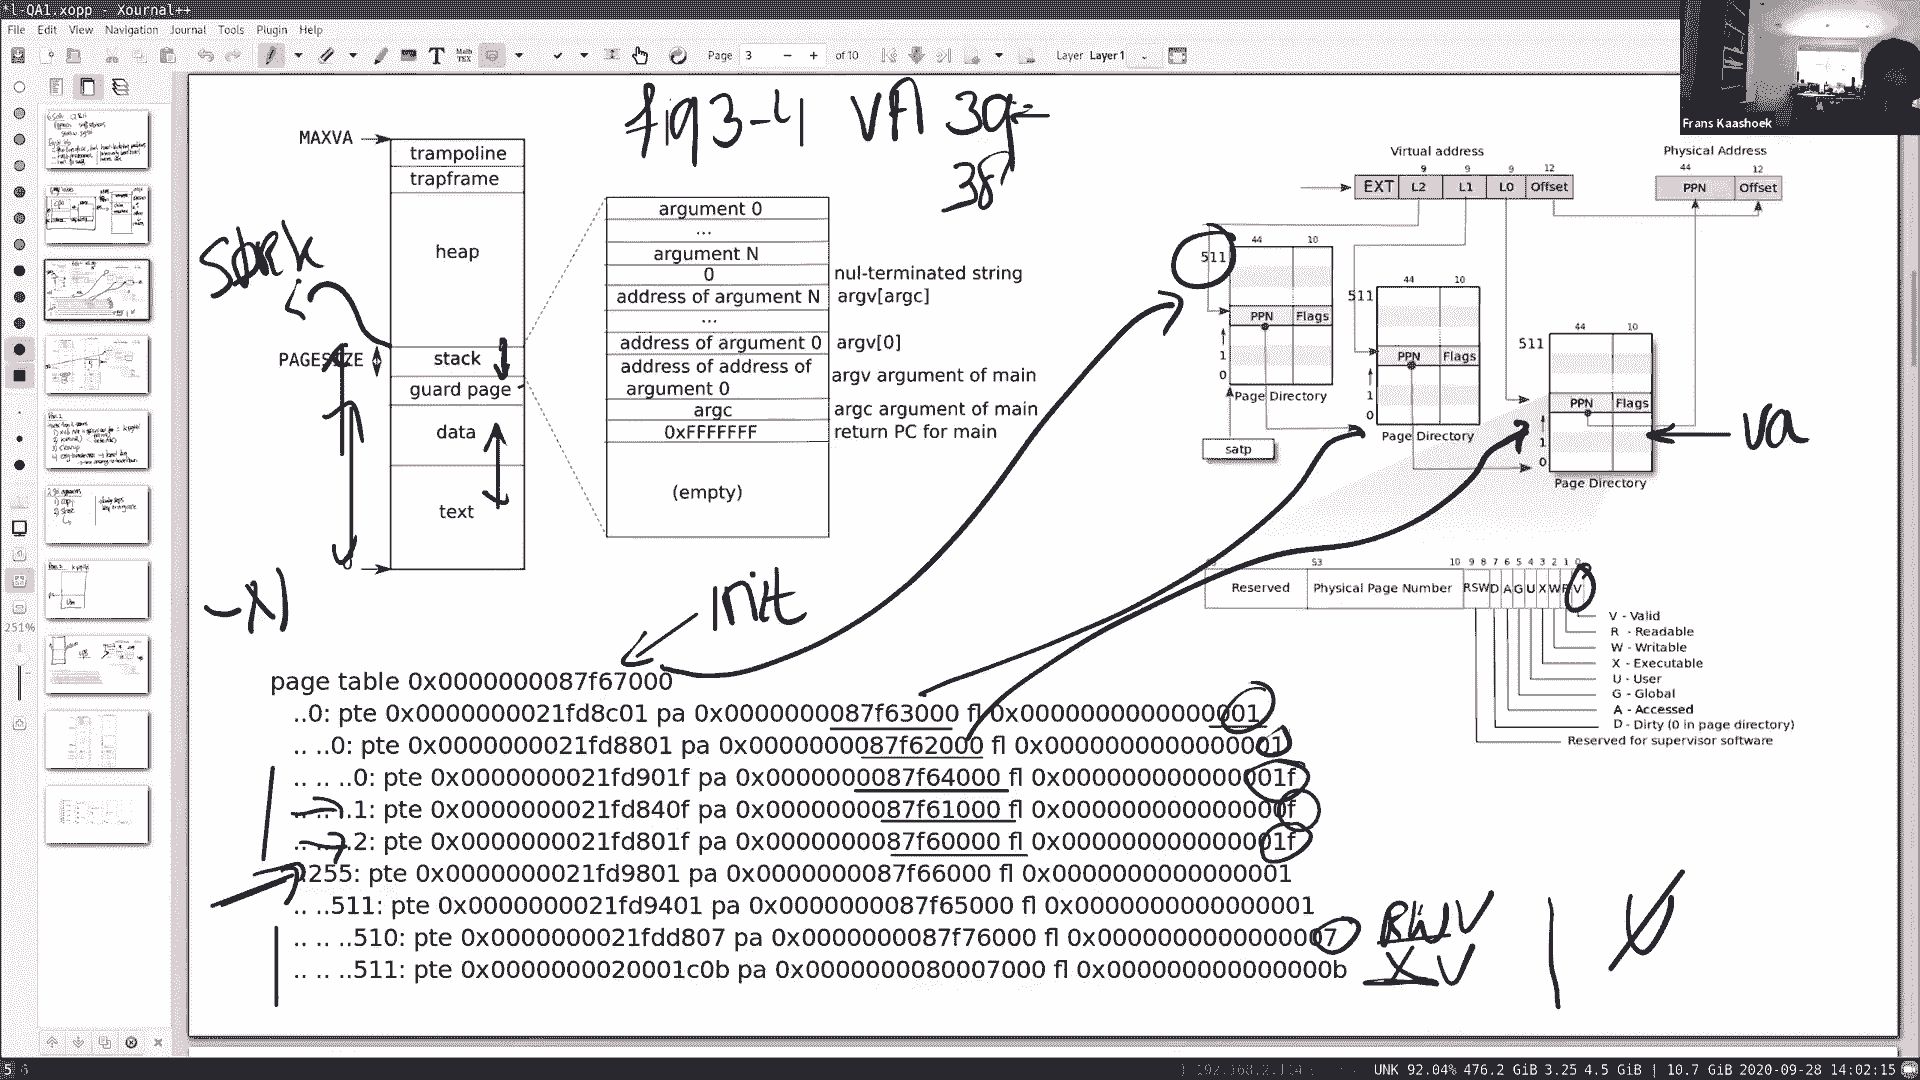 *l-QA1.xopp - Xournal++
File Edit View Navigation Journal Tools Plugin Help
Page 3 of 10 Layer Layer 1
251%
Frans Kaashoek
fig 3-4 VA 39
38
MAXVA
trampoline
trapframe
heap
stack
PAGESIZE
stack
guard page
data
text
0
argument 0
...
argument N
0 nul-terminated string
address of argument N argv[argc]
...
address of argument 0 argv[0]
address of address of argument 0 argv argument of main
argc argc argument of main
0xFFFFFFF return PC for main
(empty)
Virtual address
9 9 9 12
EXT L2 L1 L0 Offset
Physical Address
44 12
PPN Offset
44 10
511
PPN Flags
1
0
Page Directory
satp
44 10
511
PPN Flags
1
0
Page Directory
44 10
511
PPN Flags
1
0
Page Directory
va
53 10 9 8 7 6 5 4 3 2 1 0
Reserved Physical Page Number RSW D A G U X W R V
V - Valid
R - Readable
W - Writable
X - Executable
U - User
G - Global
A - Accessed
D - Dirty (0 in page directory)
Reserved for supervisor software
init
page table 0x0000000087f67000
..0: pte 0x0000000021fd8c01 pa 0x0000000087f63000 fl 0x0000000000000001
.. ..0: pte 0x0000000021fd8801 pa 0x0000000087f62000 fl 0x0000000000000001
.. .. ..0: pte 0x0000000021fd901f pa 0x0000000087f64000 fl 0x000000000000001f
.. .. ..1: pte 0x0000000021fd840f pa 0x0000000087f61000 fl 0x000000000000000f
.. .. ..2: pte 0x0000000021fd801f pa 0x0000000087f60000 fl 0x000000000000001f
..255: pte 0x0000000021fd9801 pa 0x0000000087f66000 fl 0x0000000000000001
.. ..511: pte 0x0000000021fd9401 pa 0x0000000087f65000 fl 0x0000000000000001
.. .. ..510: pte 0x0000000021fdd807 pa 0x0000000087f76000 fl 0x0000000000000007
.. .. ..511: pte 0x0000000020001c0b pa 0x0000000080007000 fl 0x000000000000000b
RWV
XV
U
5 6
UNK 92.04% 476.2 GiB 3.25 4.5 GiB | 10.7 GiB 2020-09-28 14:02:15